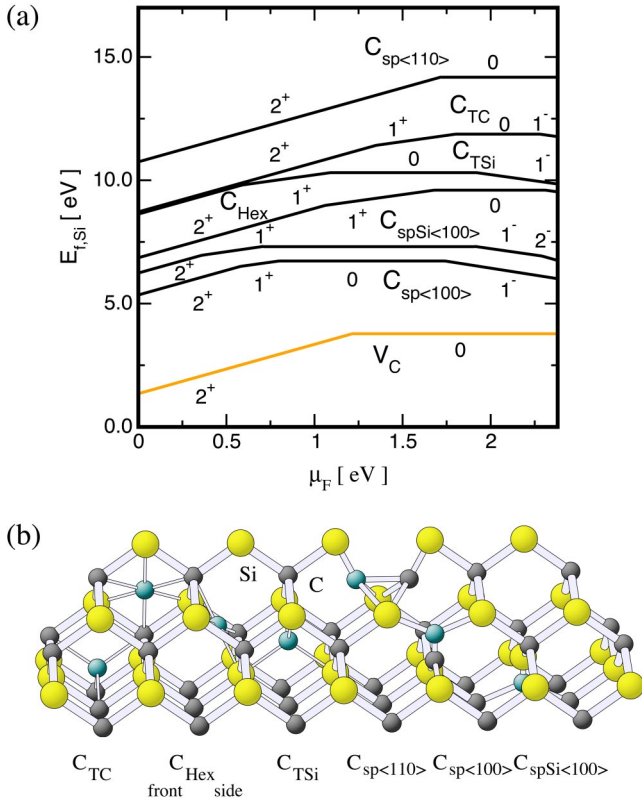 (a)
15.0
10.0
5.0
0.0
E_f,Si [ eV ]
C_sp<110>
2+ 0
C_TC
2+ 1+ 0 1-
C_TSi
1+ 0 1-
C_Hex
2+ 1+ 0
C_spSi<100>
2+ 1+ 1- 2-
C_sp<100>
2+ 1+ 0 1-
V_C
2+ 0
0 0.5 1 1.5 2
μ_F [ eV ]
(b)
Si C
C_TC C_Hex C_TSi C_sp<110> C_sp<100> C_spSi<100>
front side